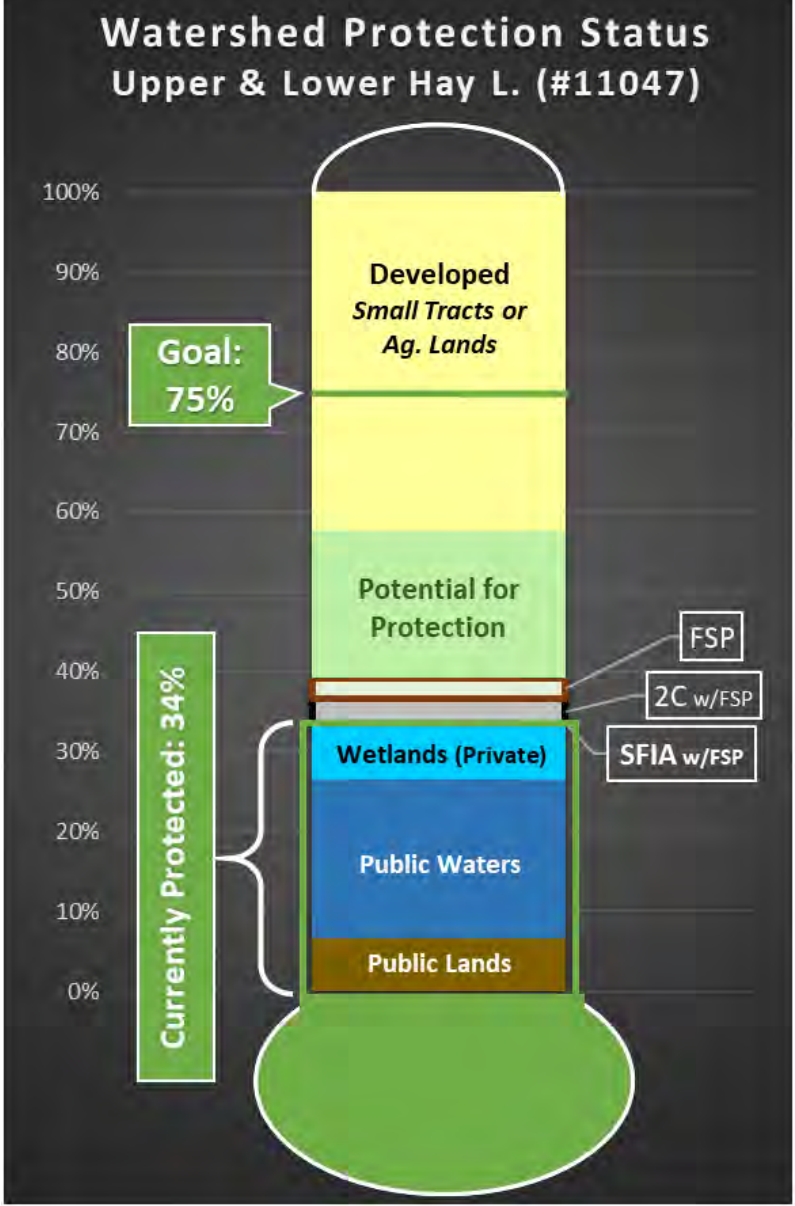 Watershed Protection Status
Upper & Lower Hay L. (#11047)
100%
90%
80%
70%
60%
50%
40%
30%
20%
10%
0%
Goal:
75%
Currently Protected: 34%
Developed
Small Tracts or
Ag. Lands
Potential for
Protection
FSP
2C w/FSP
SFIA w/FSP
Wetlands (Private)
Public Waters
Public Lands